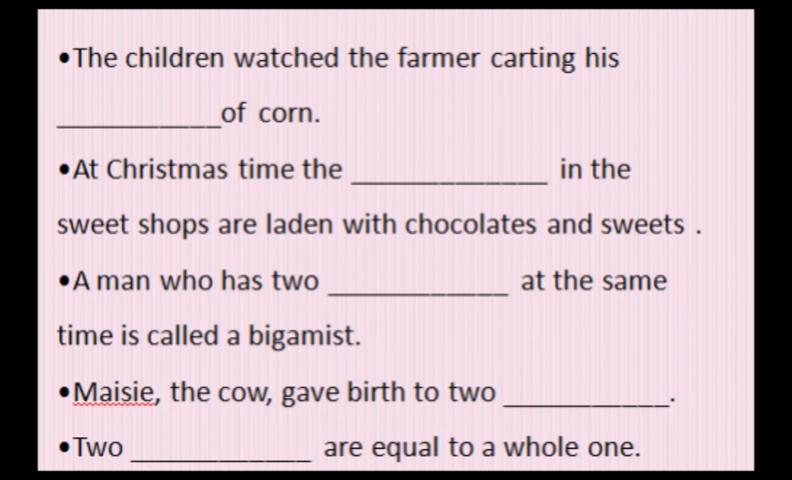 •The children watched the farmer carting his
___________of corn.
•At Christmas time the _____________ in the
sweet shops are laden with chocolates and sweets .
•A man who has two ____________ at the same
time is called a bigamist.
•Maisie, the cow, gave birth to two ___________.
•Two ____________ are equal to a whole one.